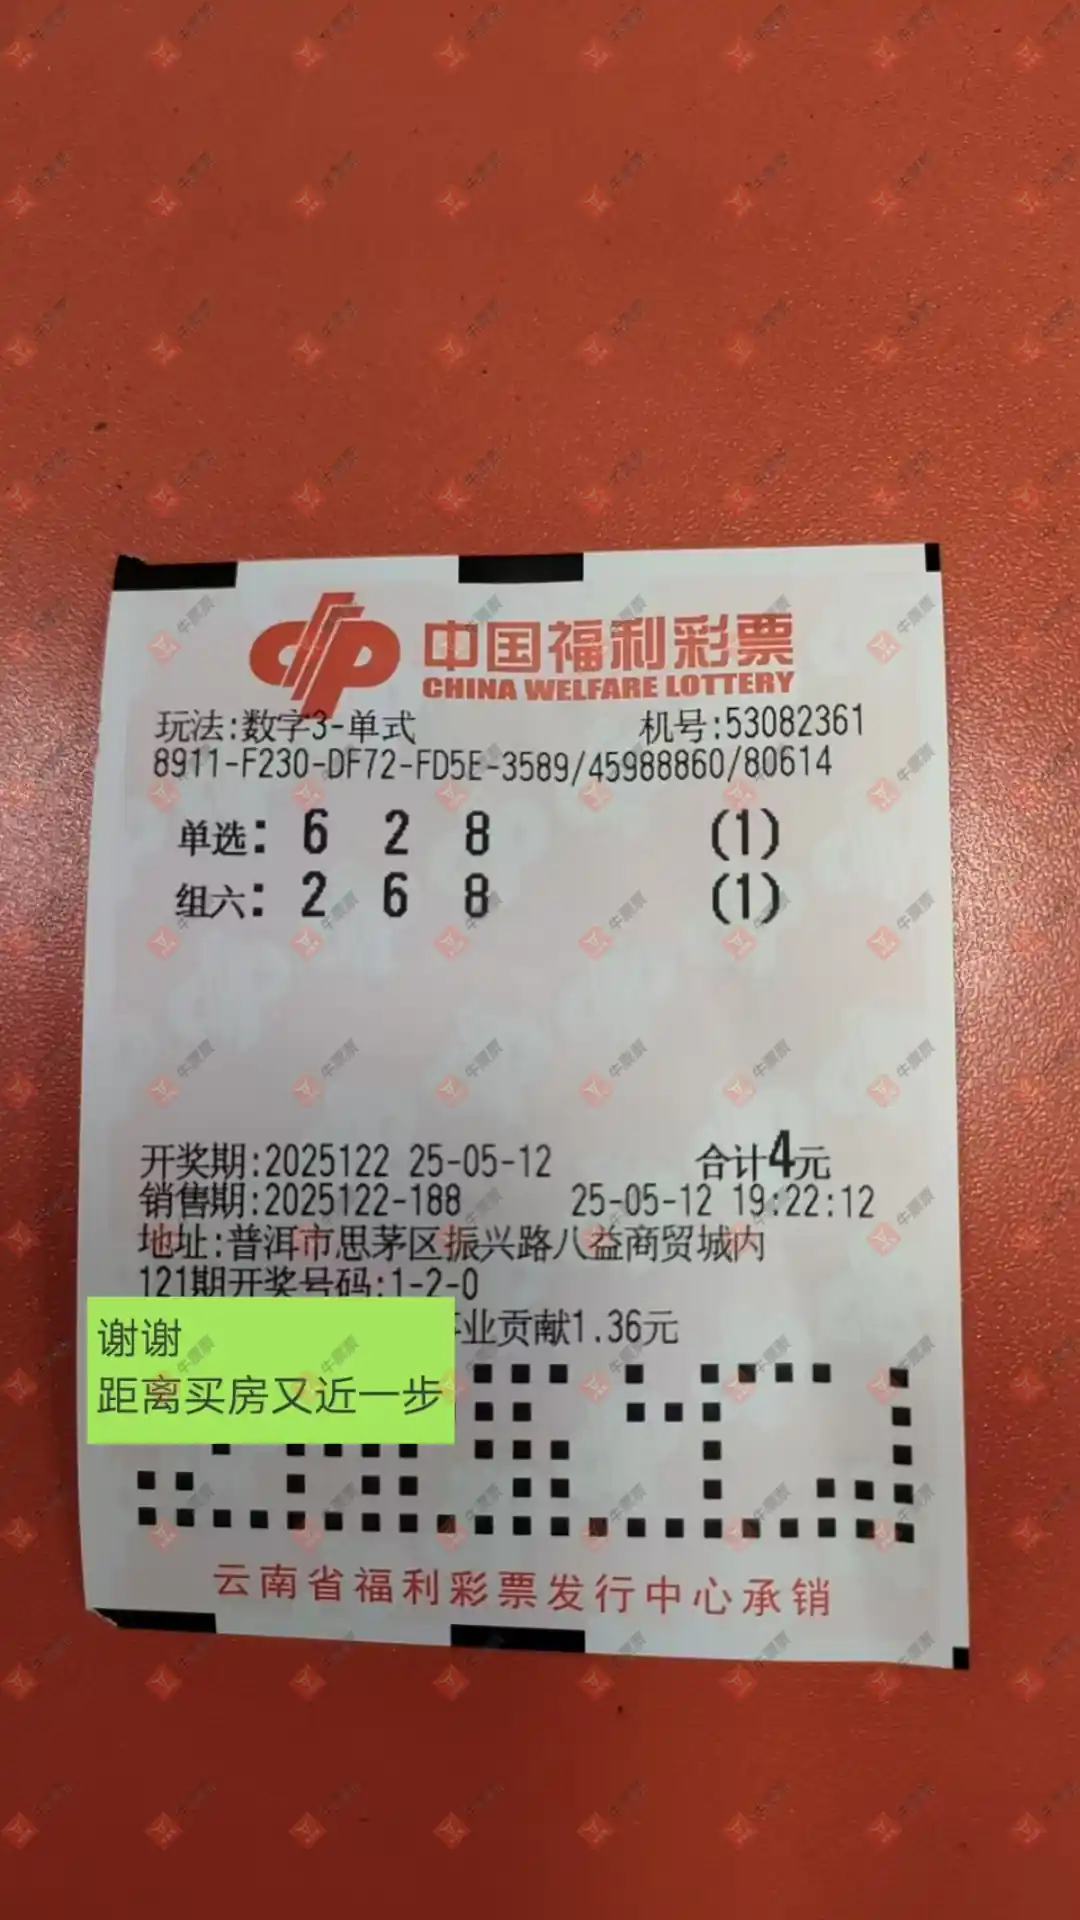 中国福利彩票
CHINA WELFARE LOTTERY
玩法:数字3-单式 机号:53082361
8911-F230-DF72-FD5E-3589/45988860/80614
单选: 6 2 8 (1)
组六: 2 6 8 (1)
开奖期:2025122 25-05-12 合计4元
销售期:2025122-188 25-05-12 19:22:12
地址:普洱市思茅区振兴路八益商贸城内
121期开奖号码:1-2-0
业贡献1.36元
谢谢
距离买房又近一步
云南省福利彩票发行中心承销
牛票票